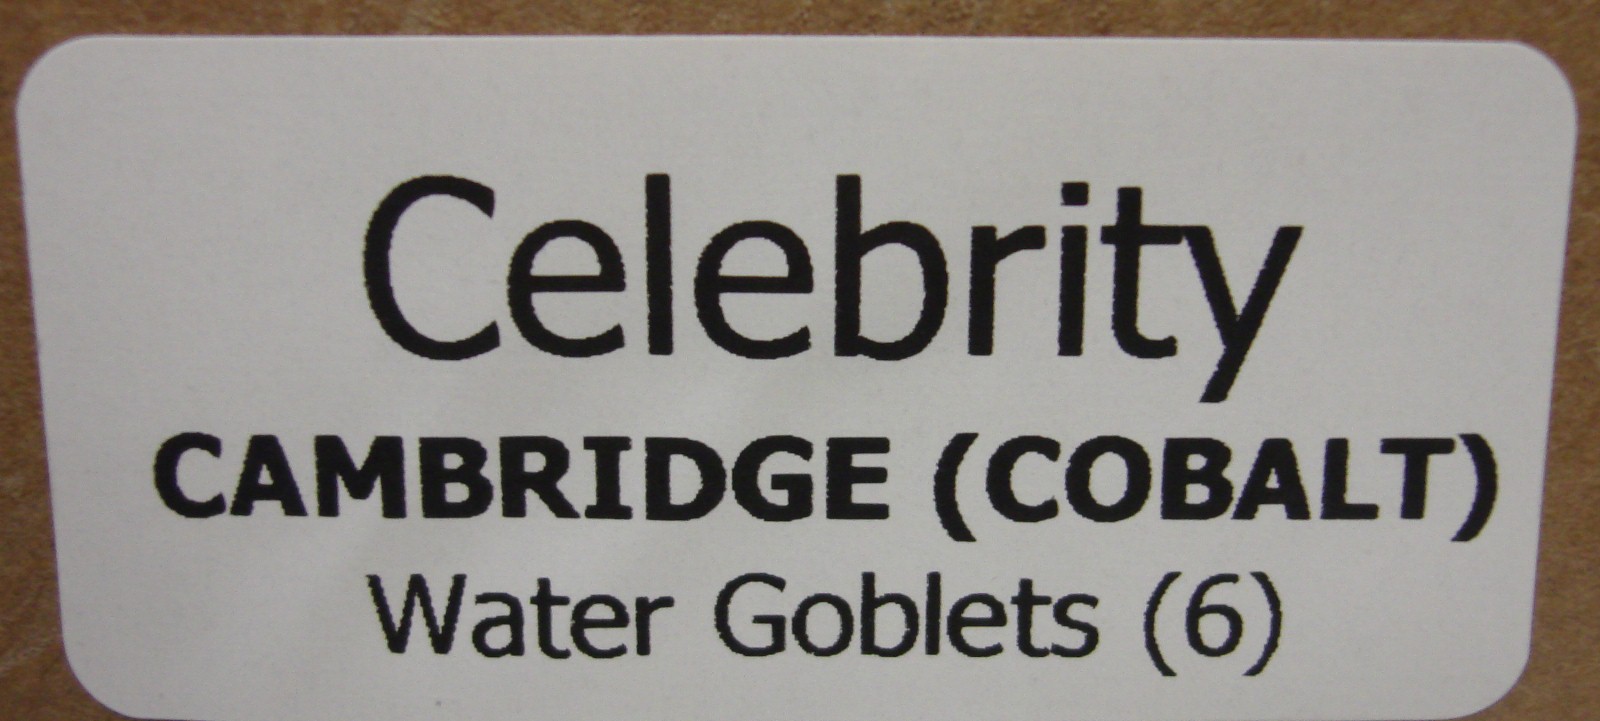 Celebrity
CAMBRIDGE (COBALT)
Water Goblets (6)